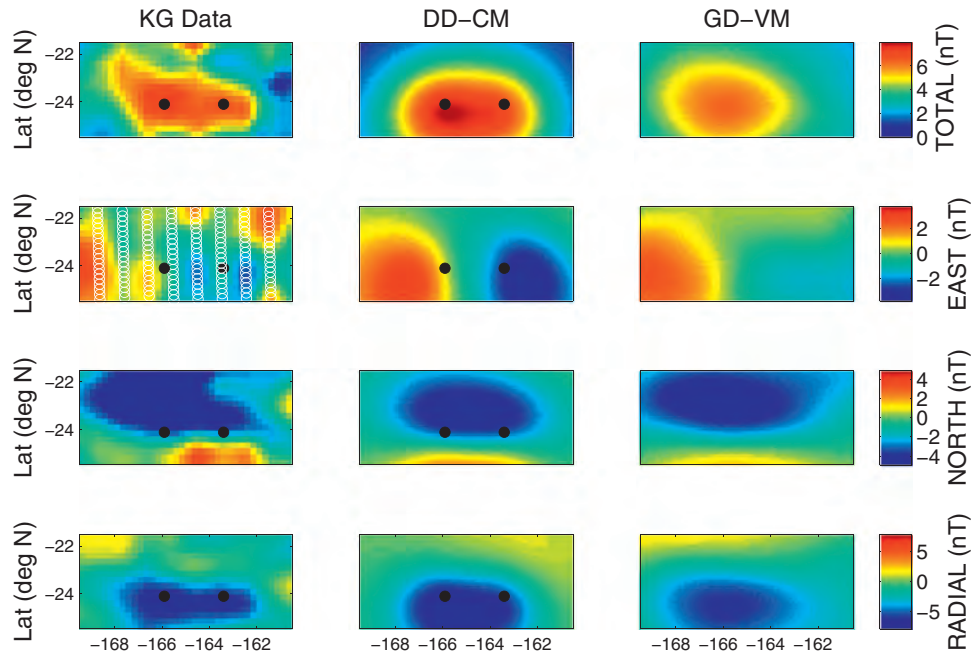 KG Data DD−CM GD−VM
Lat (deg N) −22 −24 6 4 2 0 TOTAL (nT)
Lat (deg N) −22 −24 2 0 −2 EAST (nT)
Lat (deg N) −22 −24 4 2 0 −2 −4 NORTH (nT)
Lat (deg N) −22 −24 5 0 −5 RADIAL (nT)
−168 −166 −164 −162 −168 −166 −164 −162 −168 −166 −164 −162